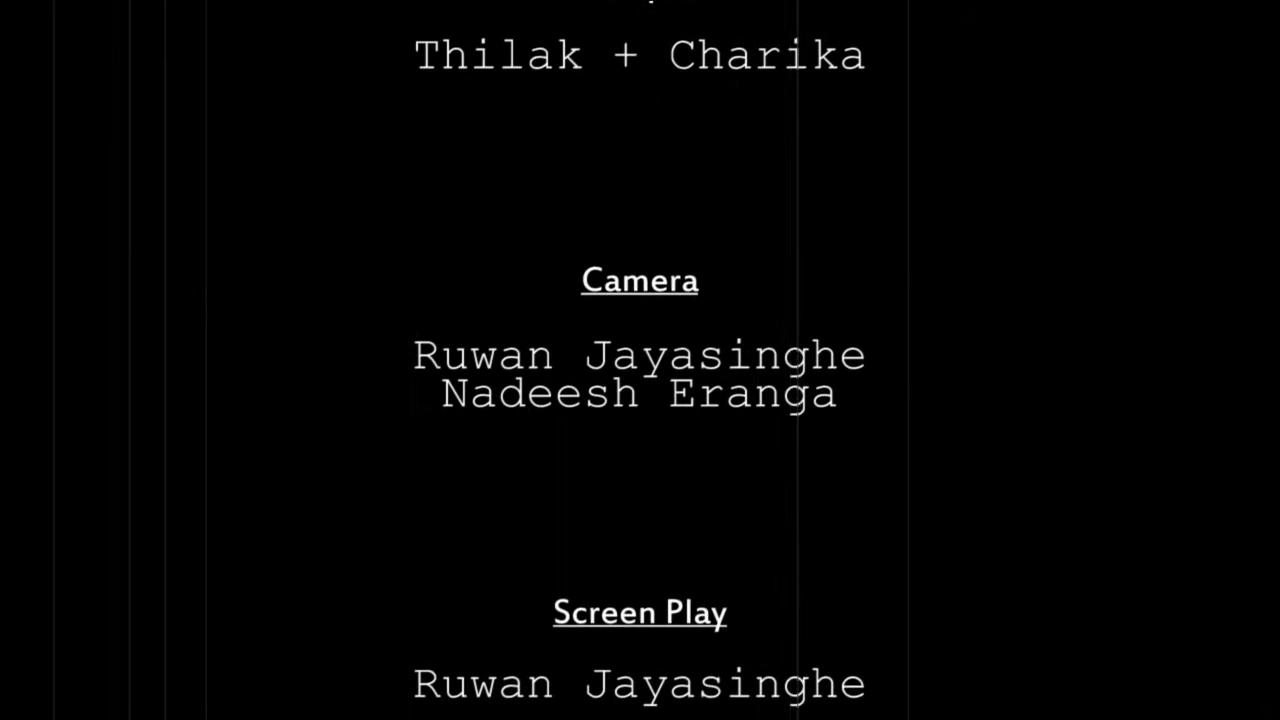 Thilak + Charika
Camera
Ruwan Jayasinghe
Nadeesh Eranga
Screen Play
Ruwan Jayasinghe